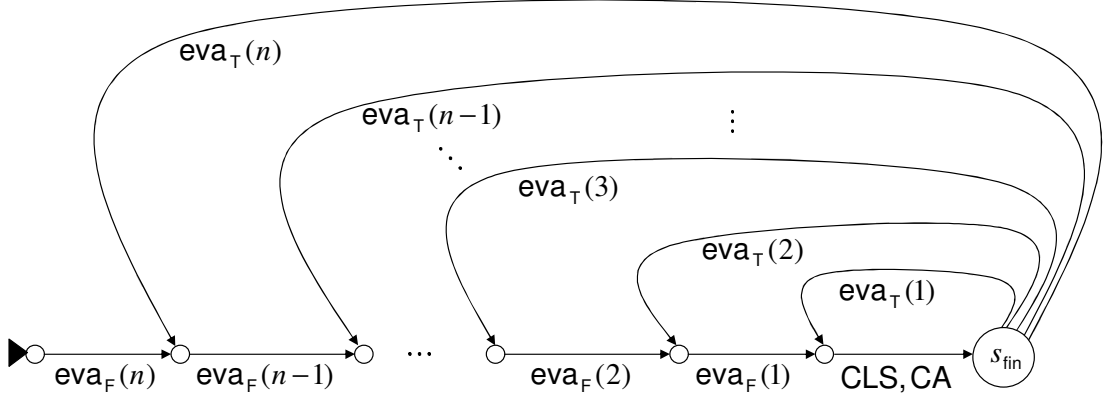 eva_T(n)
eva_T(n−1)
⋮
⋱
eva_T(3)
eva_T(2)
eva_T(1)
⋯
s_fin
eva_F(n)
eva_F(n−1)
eva_F(2)
eva_F(1)
CLS, CA